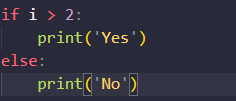 if i > 2:
    print('Yes')
else:
    print('No')